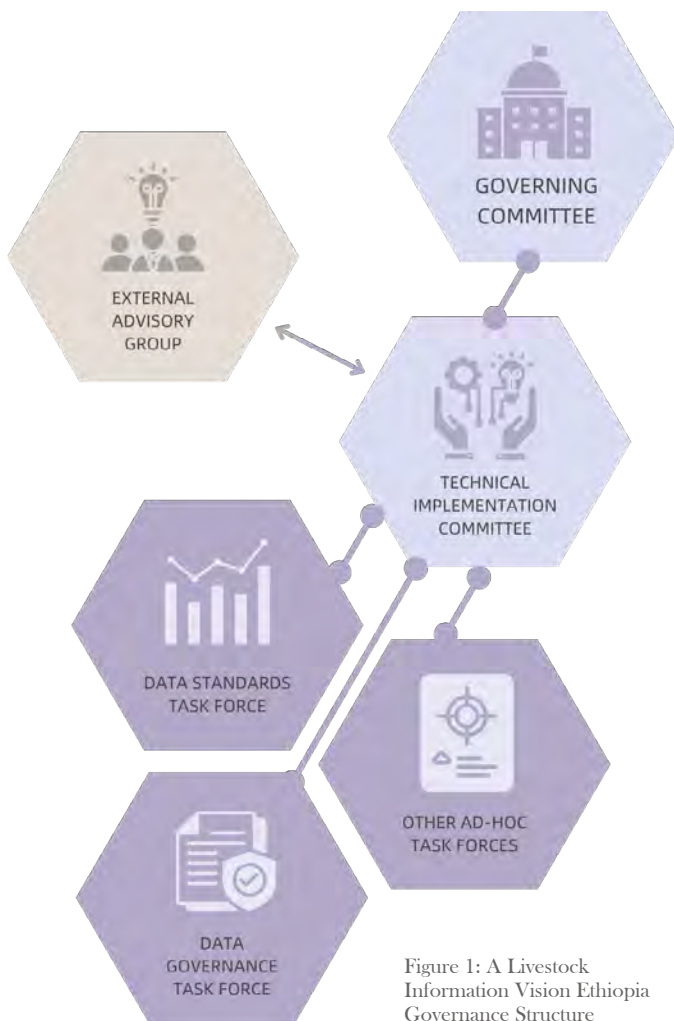 GOVERNING
COMMITTEE
EXTERNAL
ADVISORY
GROUP
TECHNICAL
IMPLEMENTATION
COMMITTEE
DATA STANDARDS
TASK FORCE
OTHER AD-HOC
TASK FORCES
DATA
GOVERNANCE
TASK FORCE
Figure 1: A Livestock
Information Vision Ethiopia
Governance Structure